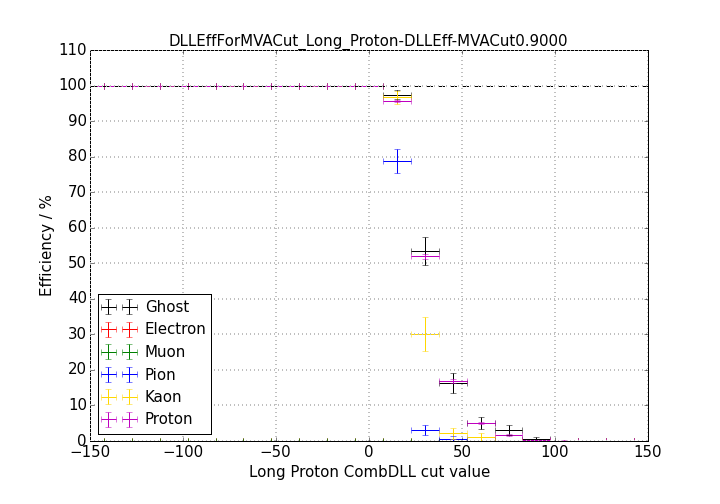 DLLEffForMVACut_Long_Proton-DLLEff-MVACut0.9000
110
100
90
80
70
60
50
40
30
20
10
0
Efficiency / %
Ghost
Electron
Muon
Pion
Kaon
Proton
−150 −100 −50 0 50 100 150
Long Proton CombDLL cut value